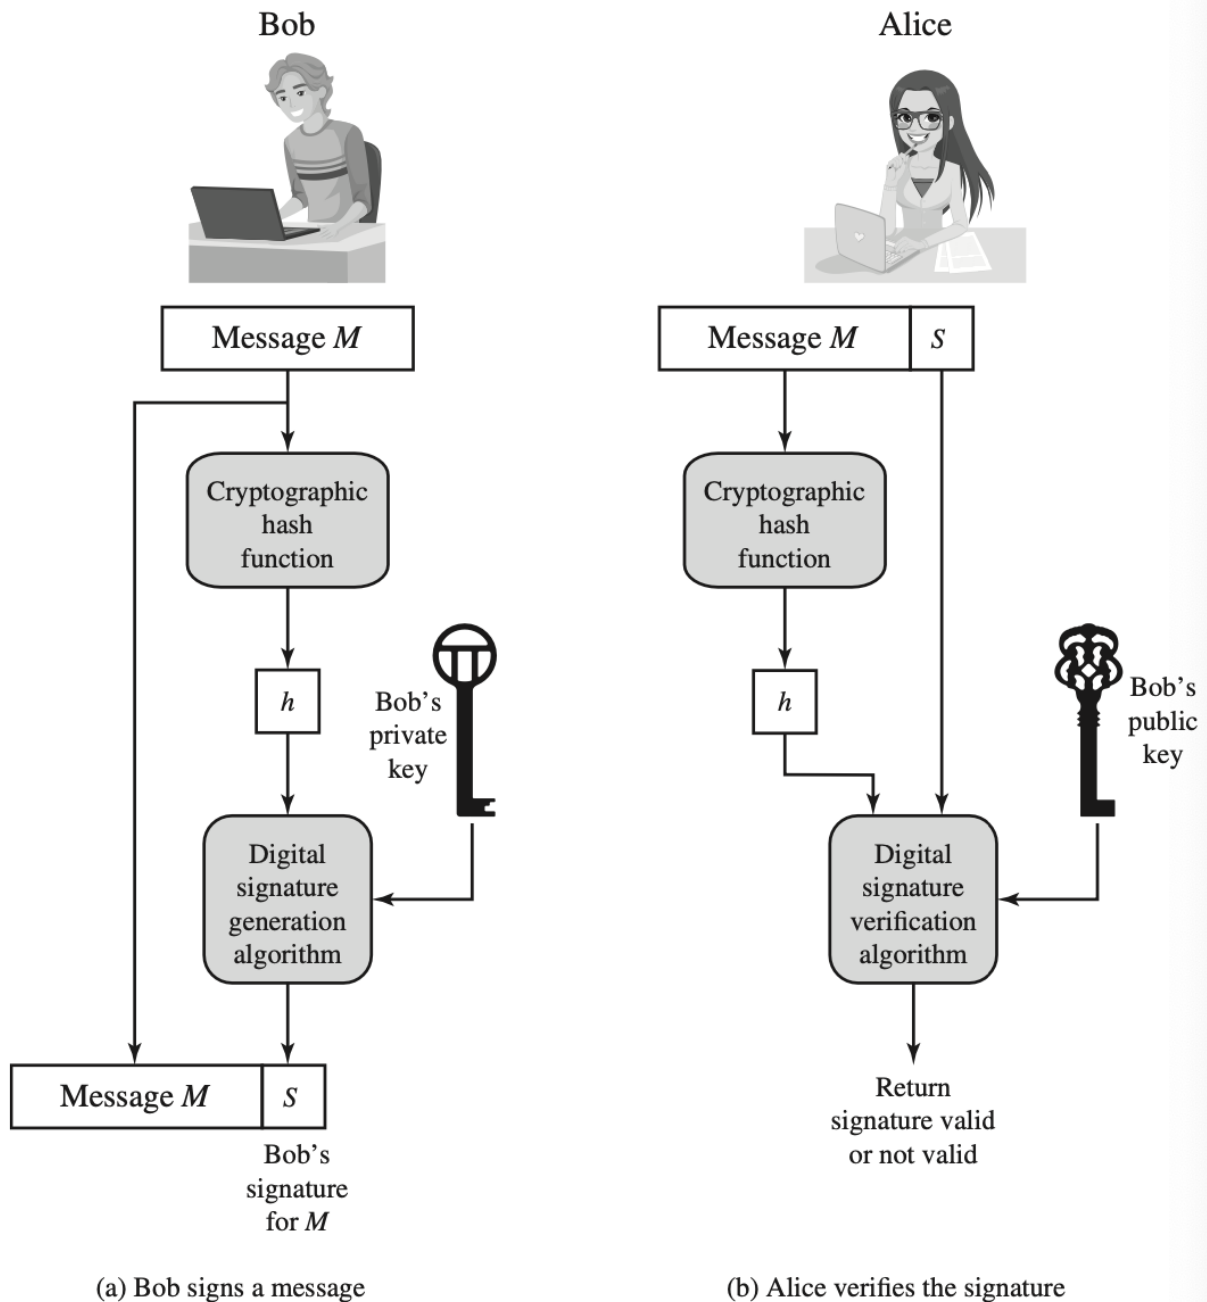 Bob
Message M
Cryptographic
hash
function
h
Bob's
private
key
Digital
signature
generation
algorithm
Message M
S
Bob's
signature
for M
(a) Bob signs a message
Alice
Message M
S
Cryptographic
hash
function
h
Bob's
public
key
Digital
signature
verification
algorithm
Return
signature valid
or not valid
(b) Alice verifies the signature